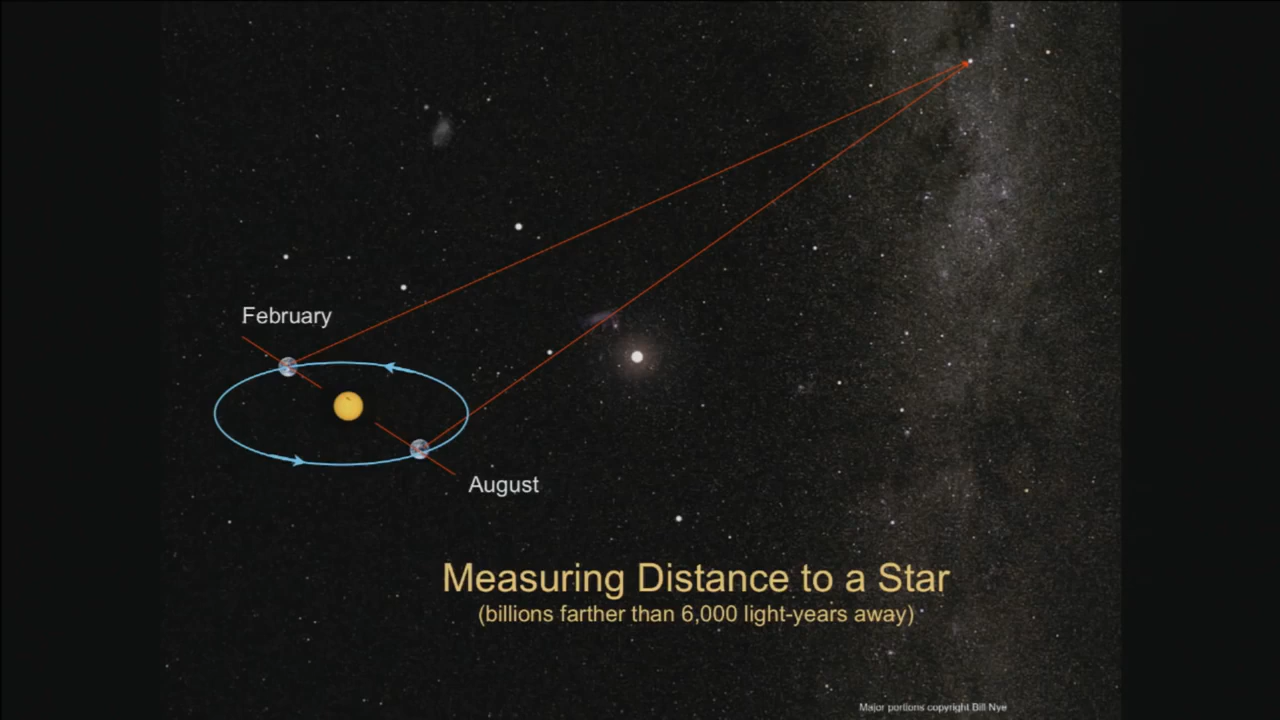 February
August
Measuring Distance to a Star
(billions farther than 6,000 light-years away)
Major portions copyright Bill Nye